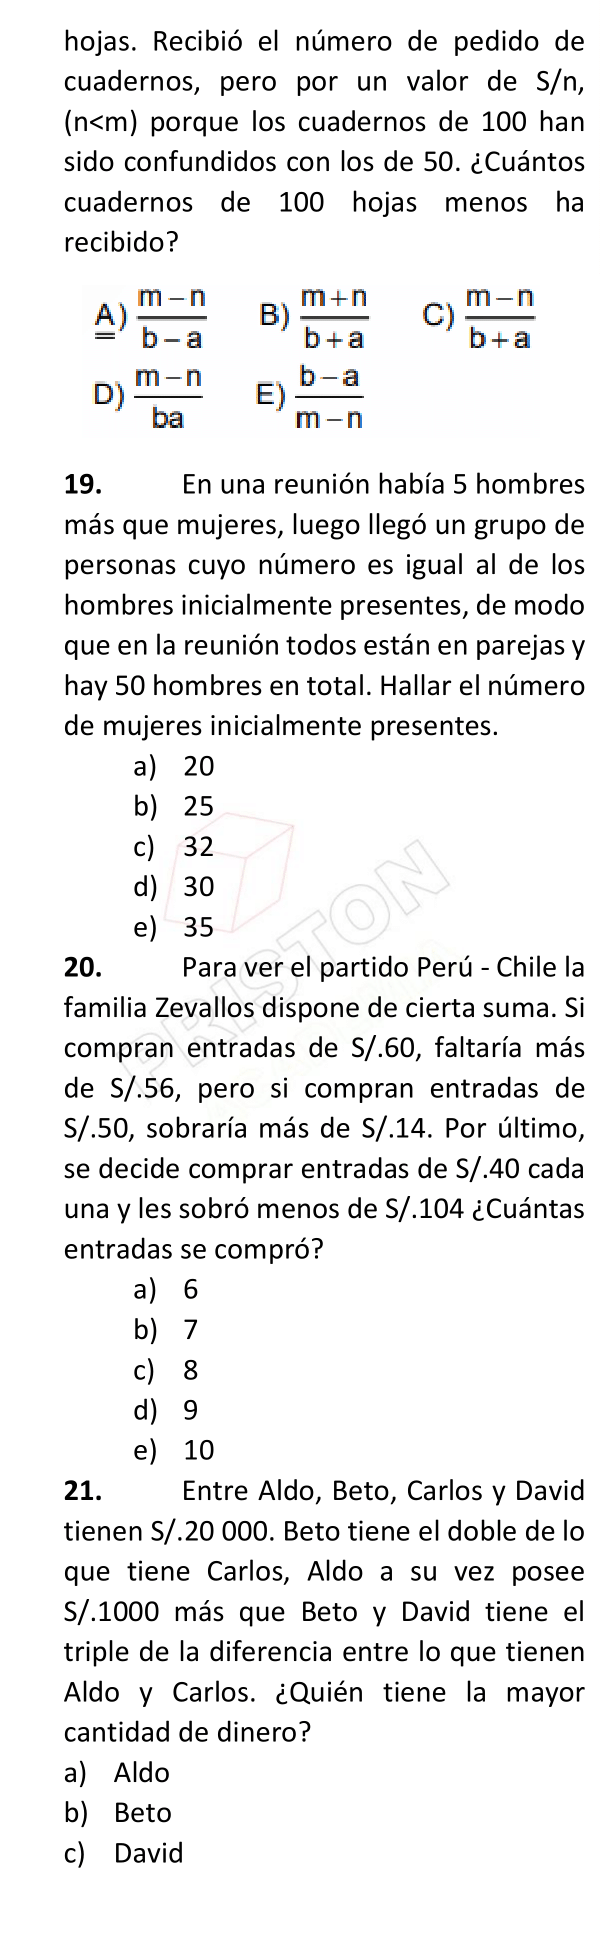 hojas. Recibió el número de pedido de
cuadernos, pero por un valor de S/n,
(n<m) porque los cuadernos de 100 han
sido confundidos con los de 50. ¿Cuántos
cuadernos de 100 hojas menos ha
recibido?
A) m−n / b−a B) m+n / b+a C) m−n / b+a
D) m−n / ba E) b−a / m−n
19. En una reunión había 5 hombres
más que mujeres, luego llegó un grupo de
personas cuyo número es igual al de los
hombres inicialmente presentes, de modo
que en la reunión todos están en parejas y
hay 50 hombres en total. Hallar el número
de mujeres inicialmente presentes.
a) 20
b) 25
c) 32
d) 30
e) 35
PRISTON
ACADEMIA
20. Para ver el partido Perú - Chile la
familia Zevallos dispone de cierta suma. Si
compran entradas de S/.60, faltaría más
de S/.56, pero si compran entradas de
S/.50, sobraría más de S/.14. Por último,
se decide comprar entradas de S/.40 cada
una y les sobró menos de S/.104 ¿Cuántas
entradas se compró?
a) 6
b) 7
c) 8
d) 9
e) 10
21. Entre Aldo, Beto, Carlos y David
tienen S/.20 000. Beto tiene el doble de lo
que tiene Carlos, Aldo a su vez posee
S/.1000 más que Beto y David tiene el
triple de la diferencia entre lo que tienen
Aldo y Carlos. ¿Quién tiene la mayor
cantidad de dinero?
a) Aldo
b) Beto
c) David